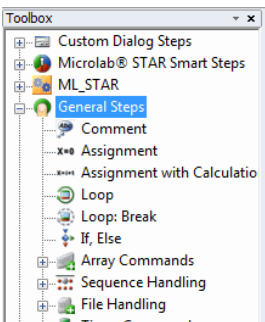 Toolbox
Custom Dialog Steps
Microlab® STAR Smart Steps
ML_STAR
General Steps
Comment
Assignment
Assignment with Calculatio
Loop
Loop: Break
If, Else
Array Commands
Sequence Handling
File Handling